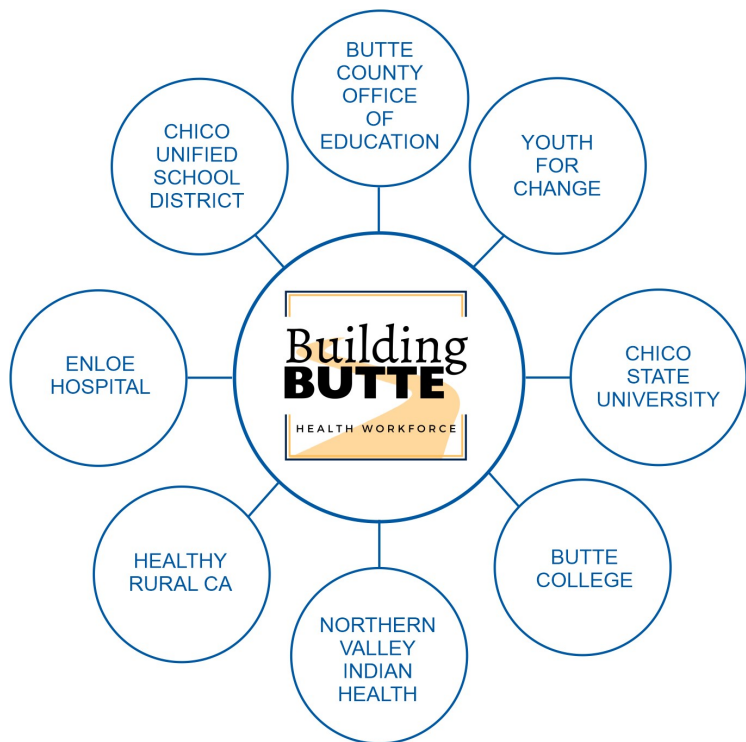 BUTTE
COUNTY
OFFICE
OF
EDUCATION
YOUTH
FOR
CHANGE
CHICO
STATE
UNIVERSITY
BUTTE
COLLEGE
NORTHERN
VALLEY
INDIAN
HEALTH
HEALTHY
RURAL CA
ENLOE
HOSPITAL
CHICO
UNIFIED
SCHOOL
DISTRICT
Building
BUTTE
HEALTH WORKFORCE